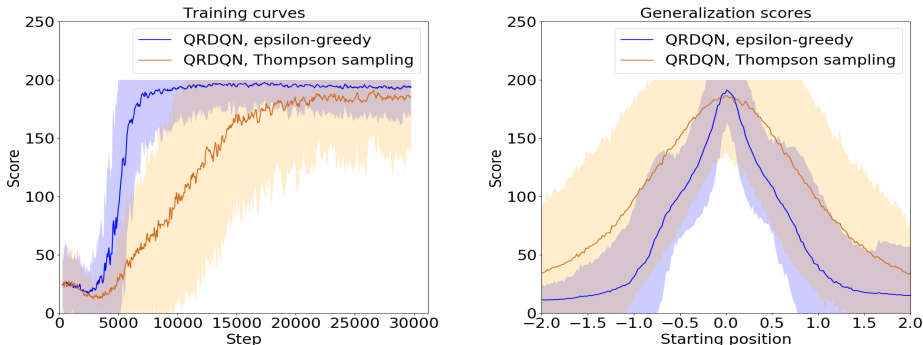 Training curves
250
200
150
100
50
0
Score
QRDQN, epsilon-greedy
QRDQN, Thompson sampling
0 5000 10000 15000 20000 25000 30000
Step
Generalization scores
250
200
150
100
50
0
Score
QRDQN, epsilon-greedy
QRDQN, Thompson sampling
−2.0 −1.5 −1.0 −0.5 0.0 0.5 1.0 1.5 2.0
Starting position